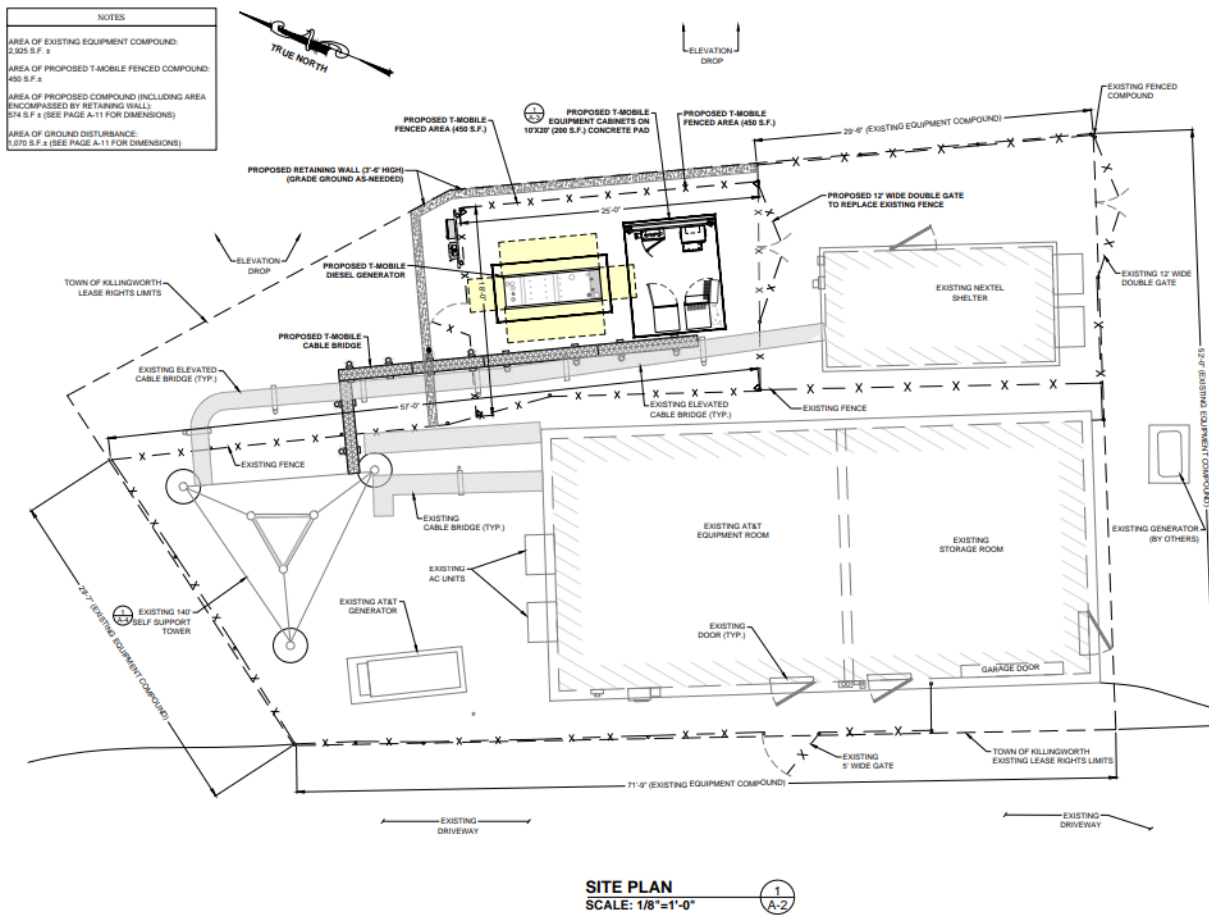 NOTES
AREA OF EXISTING EQUIPMENT COMPOUND:
2,925 S.F. ±
AREA OF PROPOSED T-MOBILE FENCED COMPOUND:
450 S.F.±
AREA OF PROPOSED COMPOUND (INCLUDING AREA
ENCOMPASSED BY RETAINING WALL):
574 S.F ± (SEE PAGE A-11 FOR DIMENSIONS)
AREA OF GROUND DISTURBANCE:
1,070 S.F.± (SEE PAGE A-11 FOR DIMENSIONS)
TRUE NORTH
ELEVATION
DROP
EXISTING FENCED
COMPOUND
1
A-3
PROPOSED T-MOBILE
EQUIPMENT CABINETS ON
10'X20' (200 S.F.) CONCRETE PAD
PROPOSED T-MOBILE
FENCED AREA (450 S.F.)
PROPOSED T-MOBILE
FENCED AREA (450 S.F.)
29'-6" (EXISTING EQUIPMENT COMPOUND)
PROPOSED RETAINING WALL (3'-6' HIGH)
(GRADE GROUND AS-NEEDED)
PROPOSED 12' WIDE DOUBLE GATE
TO REPLACE EXISTING FENCE
25'-0"
18'-0"
ELEVATION
DROP
PROPOSED T-MOBILE
DIESEL GENERATOR
EXISTING 12' WIDE
DOUBLE GATE
TOWN OF KILLINGWORTH
LEASE RIGHTS LIMITS
EXISTING NEXTEL
SHELTER
PROPOSED T-MOBILE
CABLE BRIDGE
52'-0" (EXISTING EQUIPMENT COMPOUND)
EXISTING ELEVATED
CABLE BRIDGE (TYP.)
57'-0"
EXISTING ELEVATED
CABLE BRIDGE (TYP.)
EXISTING FENCE
EXISTING FENCE
EXISTING
CABLE BRIDGE (TYP.)
EXISTING AT&T
EQUIPMENT ROOM
EXISTING
STORAGE ROOM
EXISTING GENERATOR
(BY OTHERS)
EXISTING
AC UNITS
29'-7" (EXISTING EQUIPMENT COMPOUND)
1
A-4
EXISTING 140'
SELF SUPPORT
TOWER
EXISTING AT&T
GENERATOR
EXISTING
DOOR (TYP.)
GARAGE DOOR
EXISTING
5' WIDE GATE
TOWN OF KILLINGWORTH
EXISTING LEASE RIGHTS LIMITS
71'-9" (EXISTING EQUIPMENT COMPOUND)
EXISTING
DRIVEWAY
EXISTING
DRIVEWAY
SITE PLAN
SCALE: 1/8"=1'-0"
1
A-2